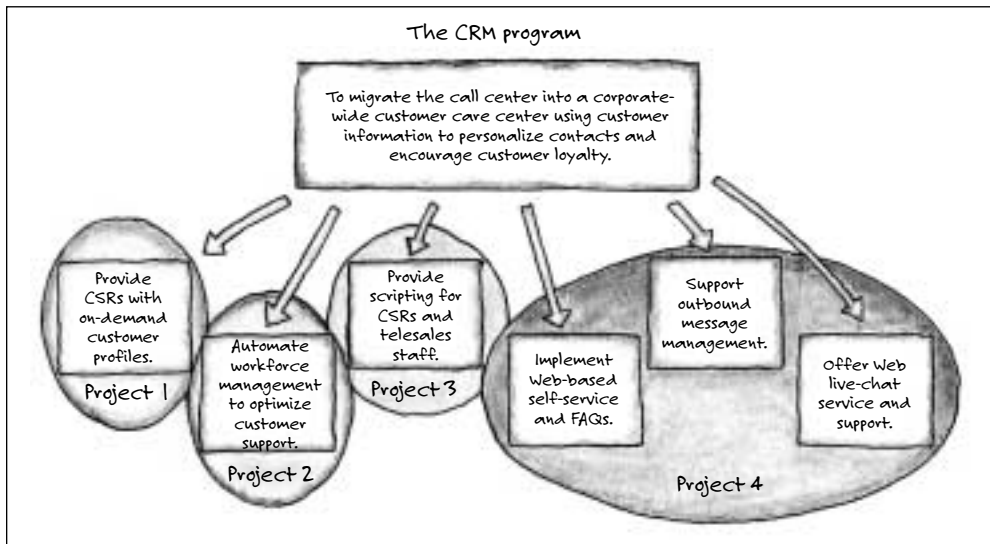 The CRM program
To migrate the call center into a corporate-
wide customer care center using customer
information to personalize contacts and
encourage customer loyalty.
Provide
CSRs with
on-demand
customer
profiles.
Project 1
Automate
workforce
management
to optimize
customer
support.
Project 2
Provide
scripting for
CSRs and
telesales
staff.
Project 3
Implement
Web-based
self-service
and FAQs.
Support
outbound
message
management.
Offer Web
live-chat
service and
support.
Project 4